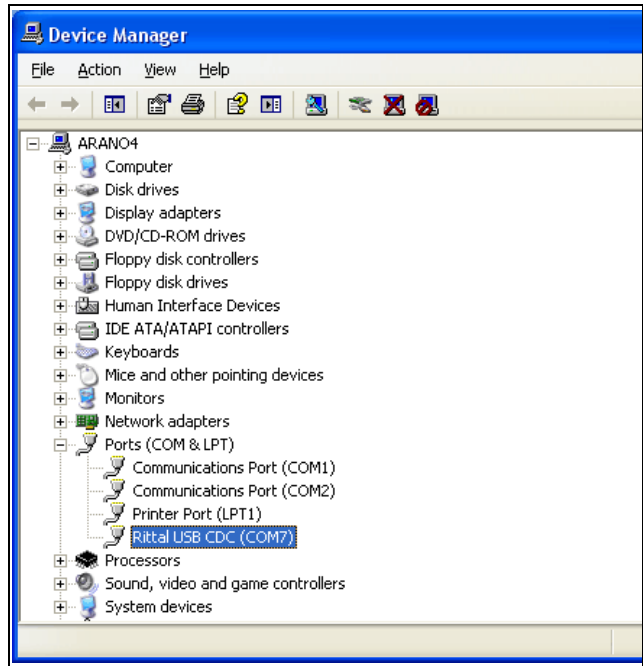 Device Manager
File Action View Help
ARANO4
Computer
Disk drives
Display adapters
DVD/CD-ROM drives
Floppy disk controllers
Floppy disk drives
Human Interface Devices
IDE ATA/ATAPI controllers
Keyboards
Mice and other pointing devices
Monitors
Network adapters
Ports (COM & LPT)
Communications Port (COM1)
Communications Port (COM2)
Printer Port (LPT1)
Rittal USB CDC (COM7)
Processors
Sound, video and game controllers
System devices